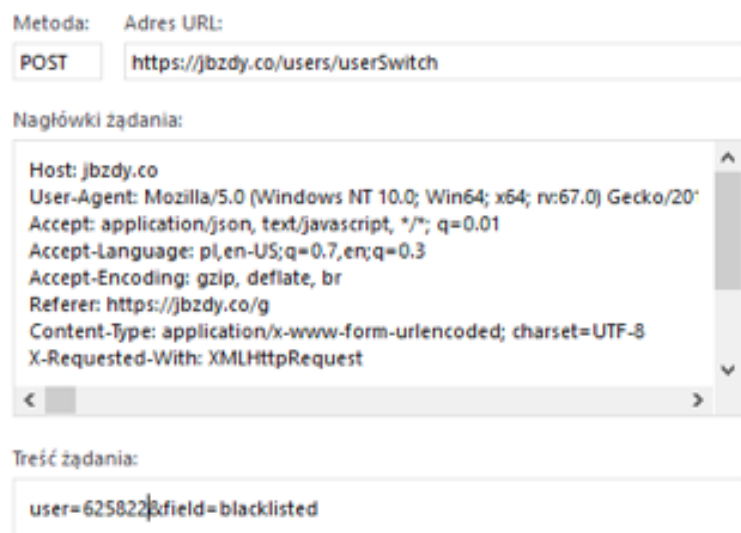 Metoda: Adres URL:
POST https://jbzdy.co/users/userSwitch
Nagłówki żądania:
Host: jbzdy.co
User-Agent: Mozilla/5.0 (Windows NT 10.0; Win64; x64; rv:67.0) Gecko/20
Accept: application/json, text/javascript, */*; q=0.01
Accept-Language: pl,en-US;q=0.7,en;q=0.3
Accept-Encoding: gzip, deflate, br
Referer: https://jbzdy.co/g
Content-Type: application/x-www-form-urlencoded; charset=UTF-8
X-Requested-With: XMLHttpRequest
Treść żądania:
user=625822&field=blacklisted